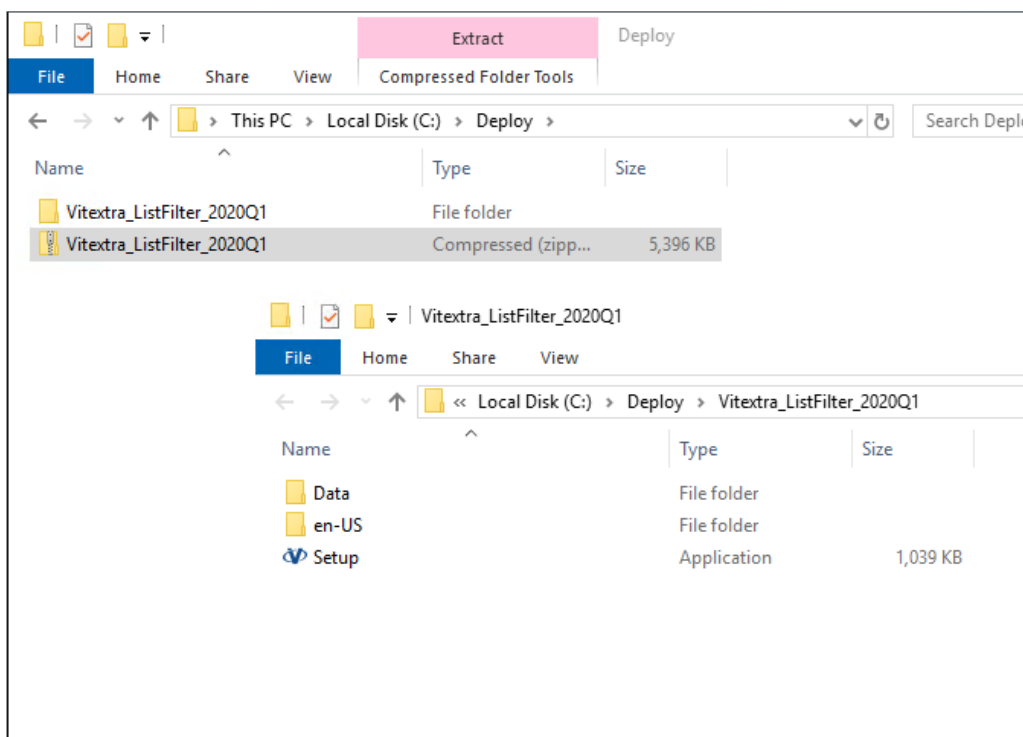 Extract Deploy
File Home Share View Compressed Folder Tools
This PC > Local Disk (C:) > Deploy >
Search Deplo
Name Type Size
Vitextra_ListFilter_2020Q1 File folder
Vitextra_ListFilter_2020Q1 Compressed (zipp... 5,396 KB
Vitextra_ListFilter_2020Q1
File Home Share View
« Local Disk (C:) > Deploy > Vitextra_ListFilter_2020Q1
Name Type Size
Data File folder
en-US File folder
Setup Application 1,039 KB